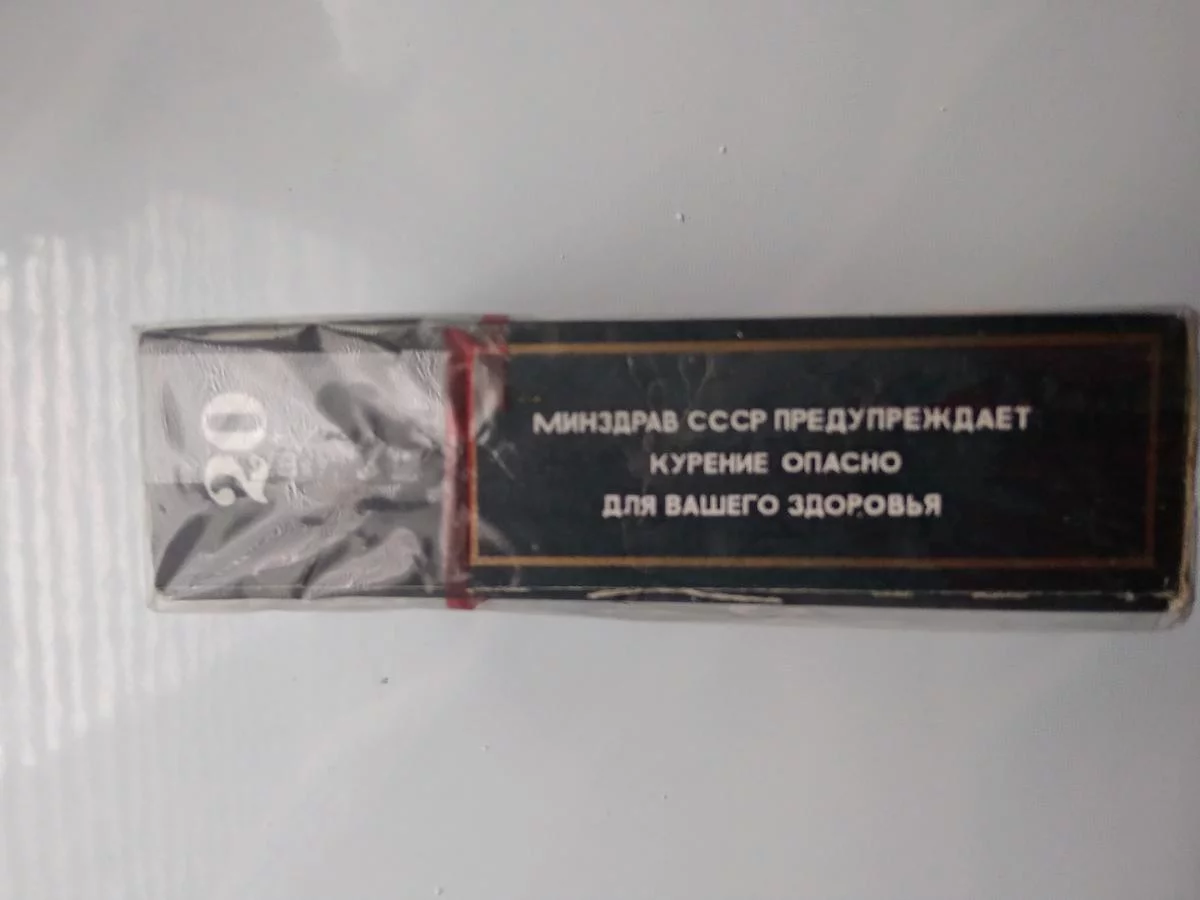 20
МИНЗДРАВ СССР ПРЕДУПРЕЖДАЕТ
КУРЕНИЕ ОПАСНО
ДЛЯ ВАШЕГО ЗДОРОВЬЯ